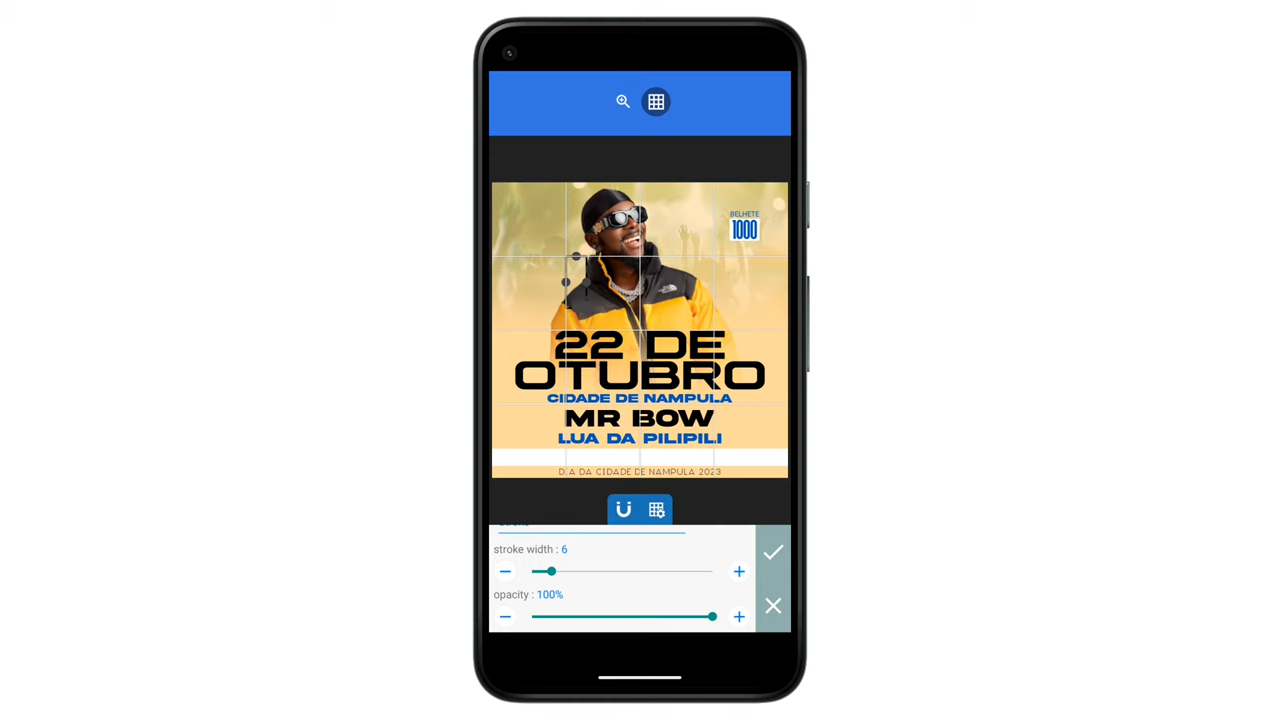 BELHETE
1000
22 DE
OTUBRO
CIDADE DE NAMPULA
MR BOW
LUA DA PILIPILI
DIA DA CIDADE DE NAMPULA 2023
stroke width : 6
opacity : 100%